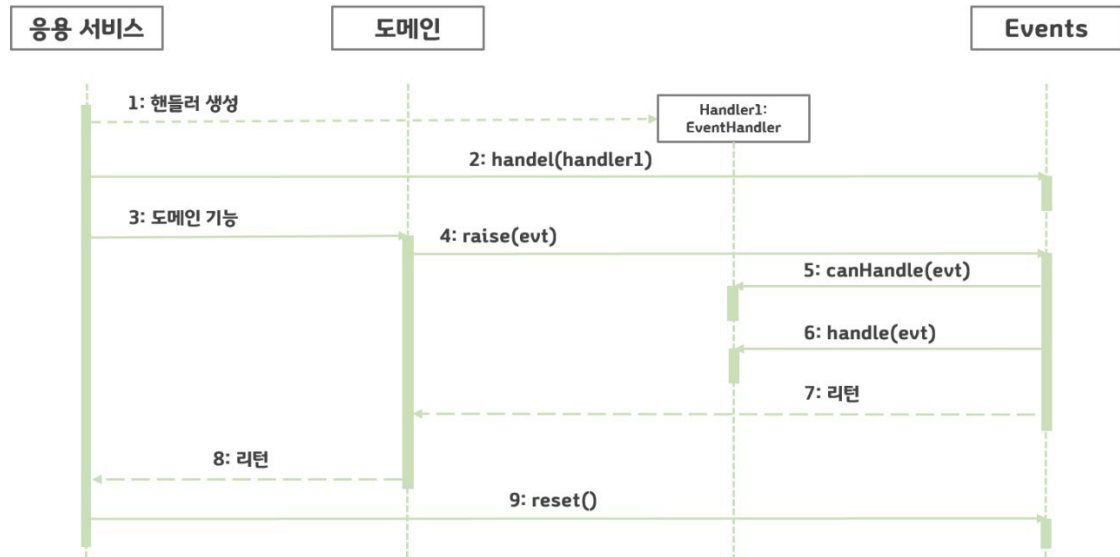 응용 서비스
도메인
Events
1: 핸들러 생성
Handler1:
EventHandler
2: handel(handler1)
3: 도메인 기능
4: raise(evt)
5: canHandle(evt)
6: handle(evt)
7: 리턴
8: 리턴
9: reset()